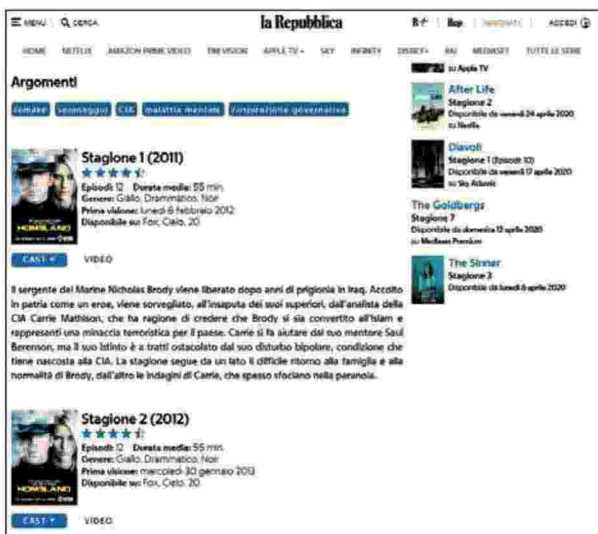 MENU CERCA la Repubblica R+ Rep: ACCEDI
HOME NETFLIX AMAZON PRIME VIDEO TIM VISION APPLE TV+ SKY INFINITY DISNEY+ RAI MEDIASET TUTTE LE SERIE
Argomenti
remake spionaggio CIA malattia mentale cospirazione governativa
Stagione 1 (2011)
Episodi: 12 Durata media: 55 min.
Genere: Giallo, Drammatico, Noir
Prima visione: lunedì 6 febbraio 2012
Disponibile su: Fox, Cielo, 20
HOMELAND
CAST VIDEO
Il sergente dei Marine Nicholas Brody viene liberato dopo anni di prigionia in Iraq. Accolto
in patria come un eroe, viene sorvegliato, all'insaputa dei suoi superiori, dall'analista della
CIA Carrie Mathison, che ha ragione di credere che Brody si sia convertito all'Islam e
rappresenti una minaccia terroristica per il paese. Carrie si fa aiutare dal suo mentore Saul
Berenson, ma il suo istinto è a tratti ostacolato dal suo disturbo bipolare, condizione che
tiene nascosta alla CIA. La stagione segue da un lato il difficile ritorno alla famiglia e alla
normalità di Brody, dall'altro le indagini di Carrie, che spesso sfociano nella paranoia.
Stagione 2 (2012)
Episodi: 12 Durata media: 55 min.
Genere: Giallo, Drammatico, Noir
Prima visione: mercoledì 30 gennaio 2013
Disponibile su: Fox, Cielo, 20
HOMELAND
CAST VIDEO
su Apple TV
After Life
Stagione 2
Disponibile da venerdì 24 aprile 2020
su Netflix
Diavoli
Stagione 1 (Episodi: 10)
Disponibile da venerdì 17 aprile 2020
su Sky Atlantic
The Goldbergs
Stagione 7
Disponibile da domenica 12 aprile 2020
su Mediaset Premium
The Sinner
Stagione 3
Disponibile da lunedì 6 aprile 2020